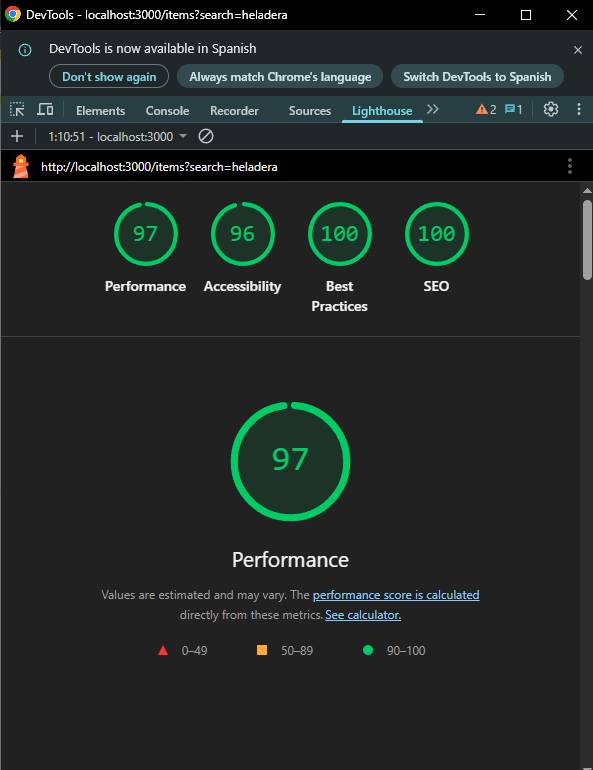 DevTools - localhost:3000/items?search=heladera
DevTools is now available in Spanish
Don't show again
Always match Chrome's language
Switch DevTools to Spanish
Elements Console Recorder Sources Lighthouse 2 1
1:10:51 - localhost:3000
http://localhost:3000/items?search=heladera
97 96 100 100
Performance Accessibility Best Practices SEO
97
Performance
Values are estimated and may vary. The performance score is calculated
directly from these metrics. See calculator.
0–49 50–89 90–100